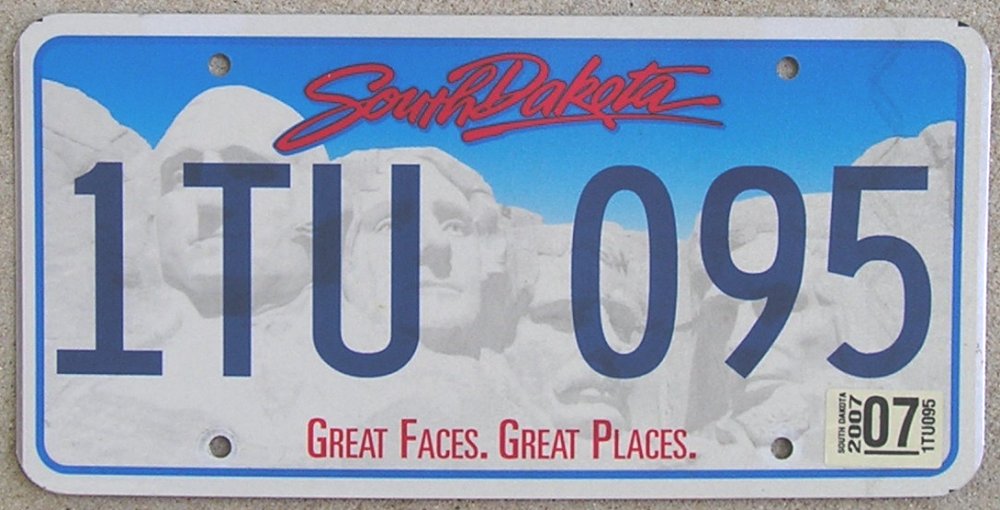 South Dakota
1TU 095
GREAT FACES. GREAT PLACES.
SOUTH DAKOTA
2007
07
1TU095